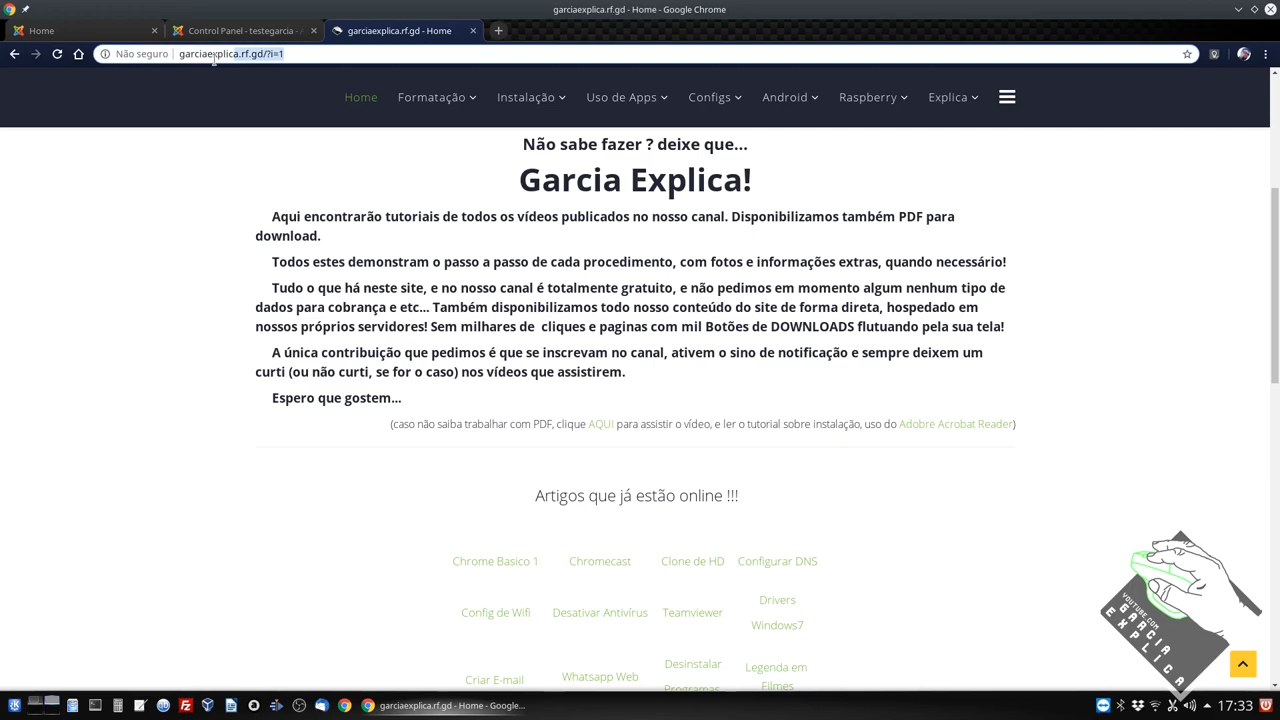 garciaexplica.rf.gd - Home - Google Chrome
Home
Control Panel - testegarcia - A
garciaexplica.rf.gd - Home
Não seguro
garciaexplica.rf.gd/?i=1
Home
Formatação
Instalação
Uso de Apps
Configs
Android
Raspberry
Explica
Não sabe fazer ? deixe que...
Garcia Explica!
Aqui encontrarão tutoriais de todos os vídeos publicados no nosso canal. Disponibilizamos também PDF para
download.
Todos estes demonstram o passo a passo de cada procedimento, com fotos e informações extras, quando necessário!
Tudo o que há neste site, e no nosso canal é totalmente gratuito, e não pedimos em momento algum nenhum tipo de
dados para cobrança e etc... Também disponibilizamos todo nosso conteúdo do site de forma direta, hospedado em
nossos próprios servidores! Sem milhares de cliques e paginas com mil Botões de DOWNLOADS flutuando pela sua tela!
A única contribuição que pedimos é que se inscrevam no canal, ativem o sino de notificação e sempre deixem um
curti (ou não curti, se for o caso) nos vídeos que assistirem.
Espero que gostem...
(caso não saiba trabalhar com PDF, clique AQUI para assistir o vídeo, e ler o tutorial sobre instalação, uso do Adobre Acrobat Reader)
Artigos que já estão online !!!
Chrome Basico 1
Chromecast
Clone de HD
Configurar DNS
Config de Wifi
Desativar Antivírus
Teamviewer
Drivers
Windows7
Criar E-mail
Whatsapp Web
Desinstalar
Programas
Legenda em
Filmes
YOUTUBE.COM
GARCIA
EXPLICA
garciaexplica.rf.gd - Home - Google...
17:33